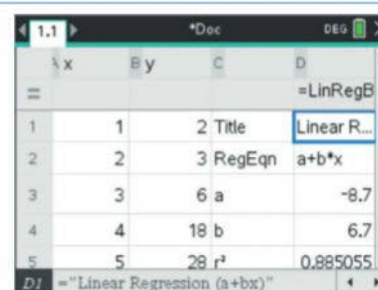 1.1 *Doc DEG
A x B y C D
= =LinRegB
1 1 2 Title Linear R...
2 2 3 RegEqn a+b*x
3 3 6 a -8.7
4 4 18 b 6.7
5 5 28 r² 0.885055
D1 ="Linear Regression (a+bx)"